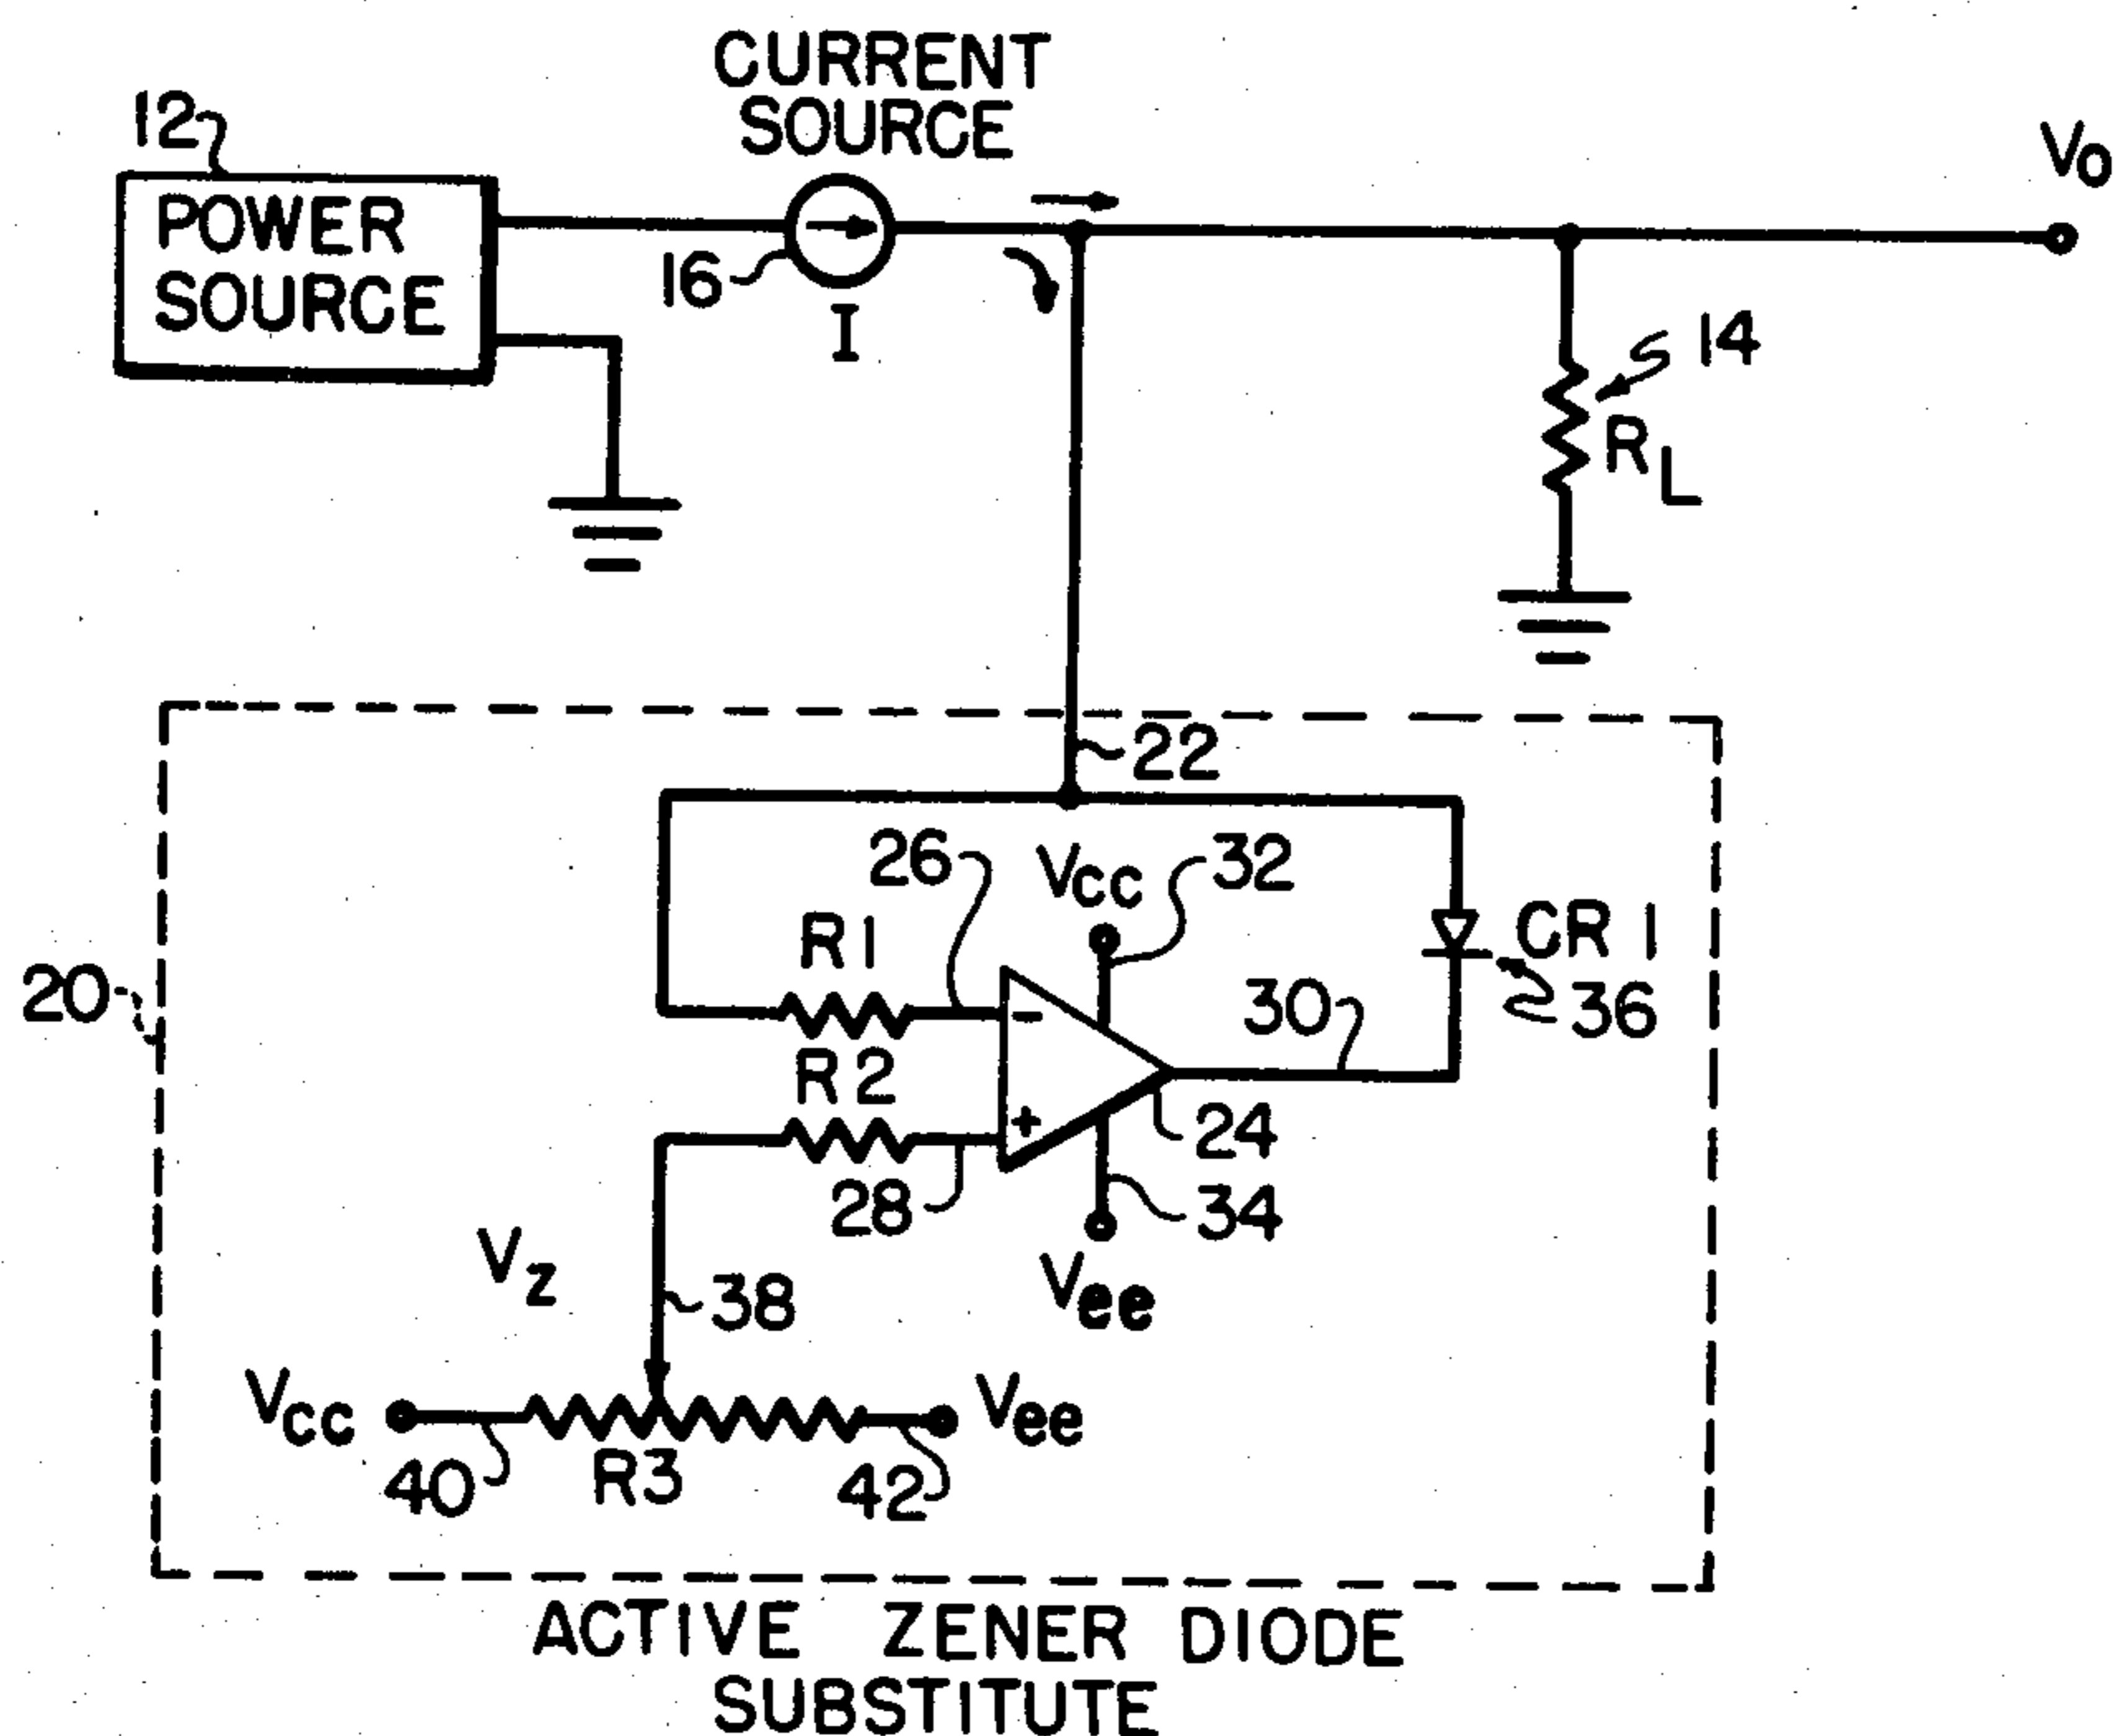 CURRENT
SOURCE
12
POWER
SOURCE
16
I
Vo
14
RL
22
26
Vcc
32
R1
-
CR1
36
20
30
R2
+
24
28
34
Vz
38
Vee
Vcc
Vee
40
R3
42
ACTIVE ZENER DIODE
SUBSTITUTE